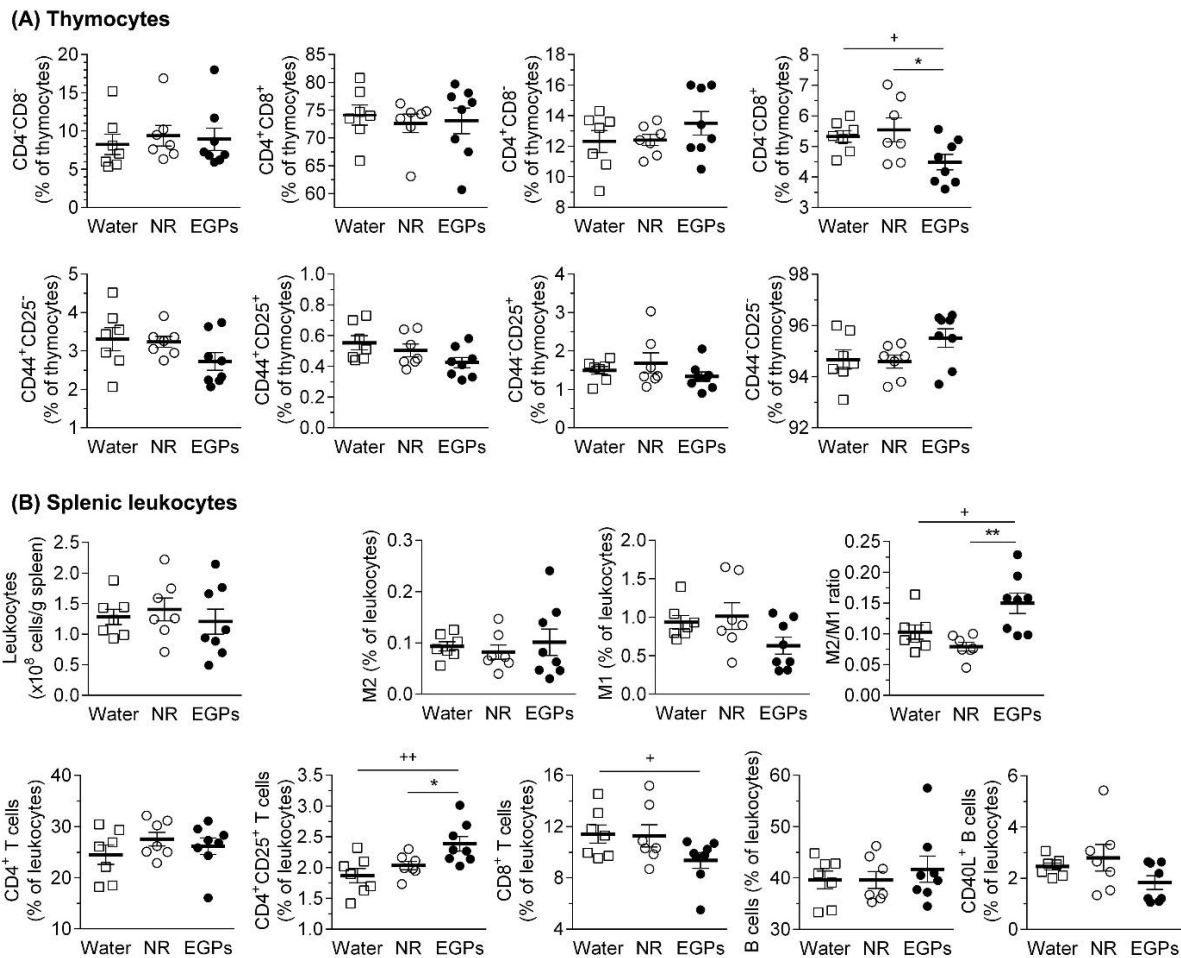 (A) Thymocytes
CD4⁻CD8⁻
(% of thymocytes)
20
15
10
5
0
Water NR EGPs
CD4⁺CD8⁺
(% of thymocytes)
85
80
75
70
65
60
Water NR EGPs
CD4⁺CD8⁻
(% of thymocytes)
18
16
14
12
10
8
Water NR EGPs
CD4⁻CD8⁺
(% of thymocytes)
8
7
6
5
4
3
+
*
Water NR EGPs
CD44⁺CD25⁻
(% of thymocytes)
5
4
3
2
1
Water NR EGPs
CD44⁺CD25⁺
(% of thymocytes)
1.0
0.8
0.6
0.4
0.2
0.0
Water NR EGPs
CD44⁻CD25⁺
(% of thymocytes)
4
3
2
1
0
Water NR EGPs
CD44⁻CD25⁻
(% of thymocytes)
98
96
94
92
Water NR EGPs
(B) Splenic leukocytes
Leukocytes
(x10⁸ cells/g spleen)
2.5
2.0
1.5
1.0
0.5
0.0
Water NR EGPs
M2 (% of leukocytes)
0.3
0.2
0.1
0.0
Water NR EGPs
M1 (% of leukocytes)
2.0
1.5
1.0
0.5
0.0
Water NR EGPs
M2/M1 ratio
0.25
0.20
0.15
0.10
0.05
0.00
+
**
Water NR EGPs
CD4⁺ T cells
(% of leukocytes)
40
30
20
10
Water NR EGPs
CD4⁺CD25⁺ T cells
(% of leukocytes)
3.5
3.0
2.5
2.0
1.5
1.0
++
*
Water NR EGPs
CD8⁺ T cells
(% of leukocytes)
16
14
12
10
8
6
4
+
Water NR EGPs
B cells (% of leukocytes)
60
50
40
30
Water NR EGPs
CD40L⁺ B cells
(% of leukocytes)
6
4
2
0
Water NR EGPs